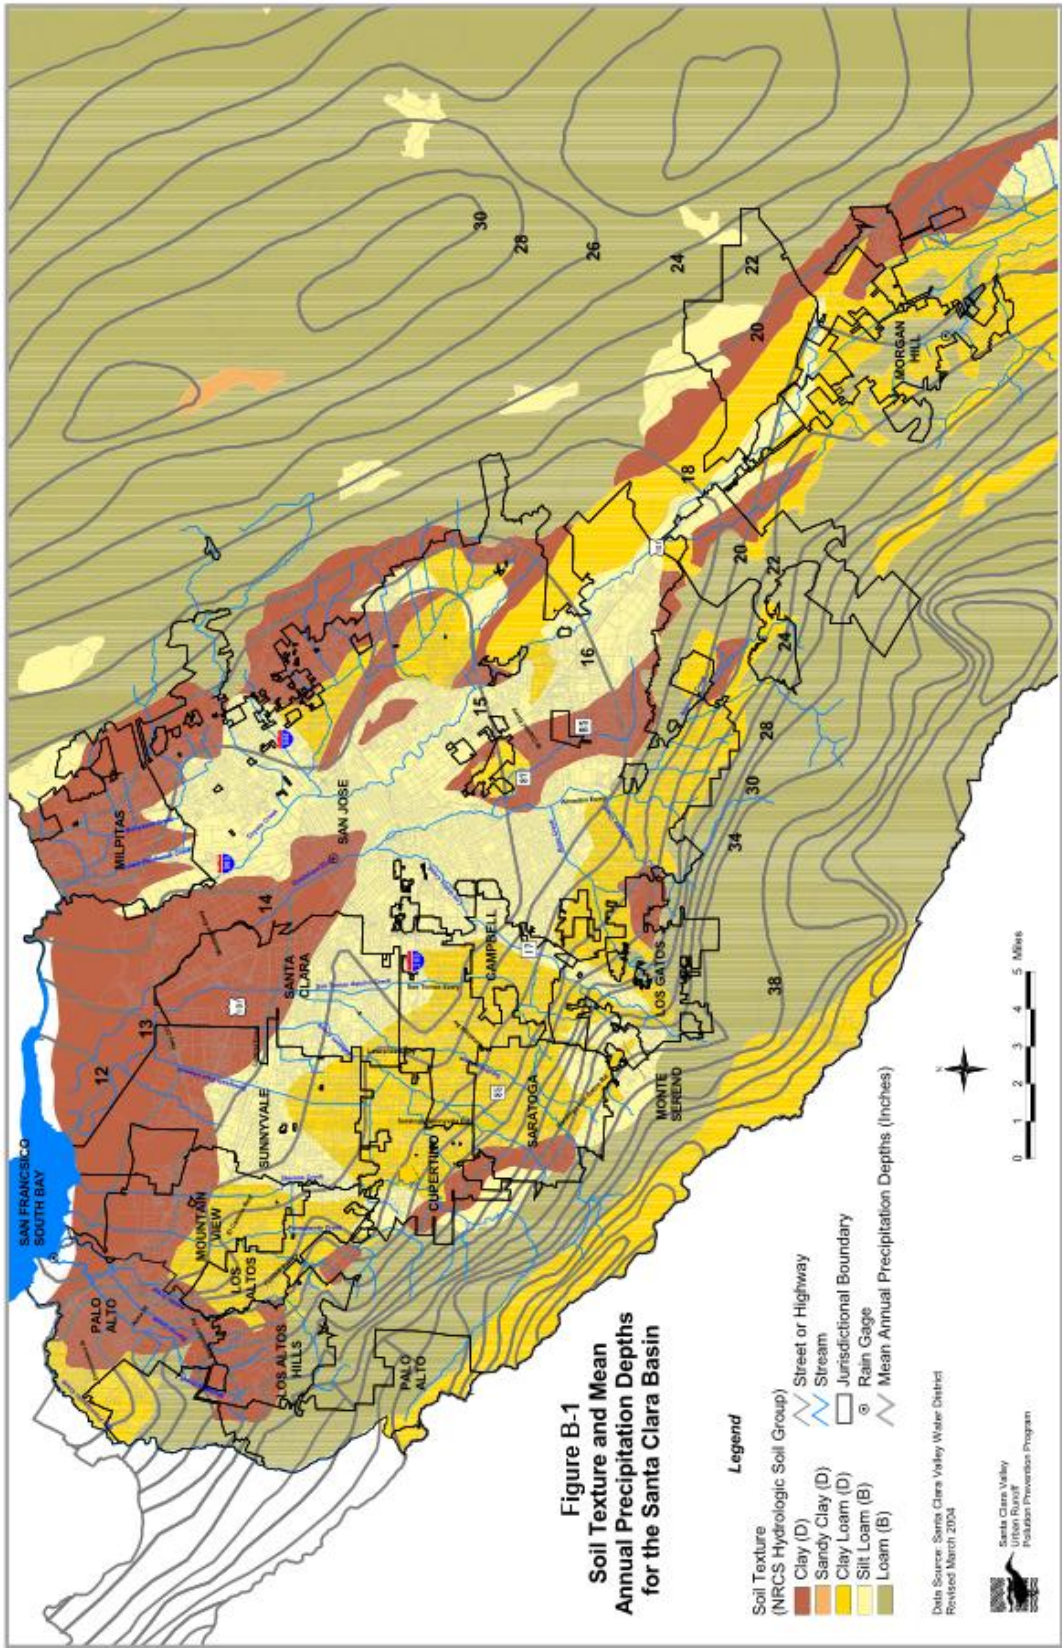 Figure B-1
Soil Texture and Mean
Annual Precipitation Depths
for the Santa Clara Basin
Legend
Soil Texture
(NRCS Hydrologic Soil Group)
Clay (D)
Sandy Clay (D)
Clay Loam (D)
Silt Loam (B)
Loam (B)
Street or Highway
Stream
Jurisdictional Boundary
Rain Gage
Mean Annual Precipitation Depths (Inches)
Data Source: Santa Clara Valley Water District
Revised March 2004
Santa Clara Valley
Urban Runoff
Pollution Prevention Program
0 1 2 3 4 5 Miles
N
SAN FRANCSICO
SOUTH BAY
PALO
ALTO
MOUNTAIN
VIEW
LOS
ALTOS
LOS ALTOS
HILLS
PALO
ALTO
SUNNYVALE
CUPERTINO
SARATOGA
SANTA
CLARA
CAMPBELL
MONTE
SERENO
LOS GATOS
MILPITAS
SAN JOSE
MORGAN
HILL
12
13
14
15
16
18
20
22
24
26
28
30
20
22
24
28
30
34
38
85
87
85
17